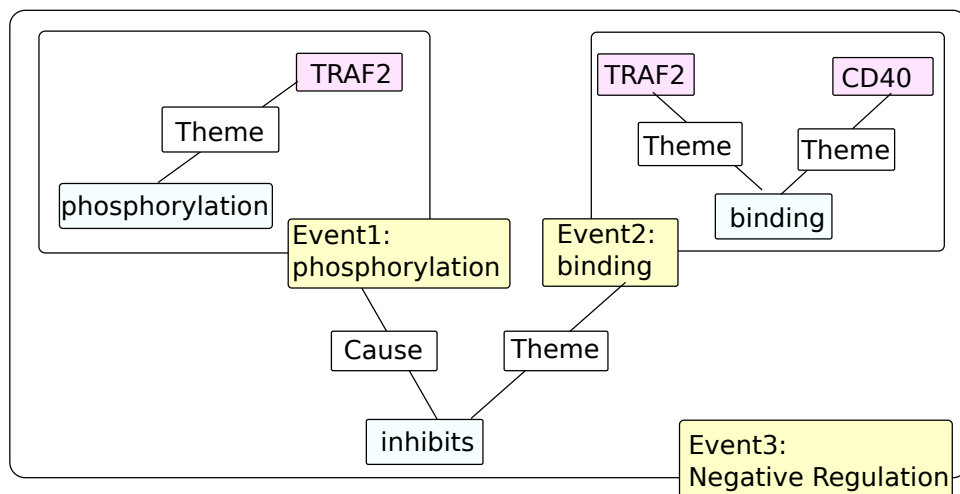 TRAF2
TRAF2
CD40
Theme
Theme
Theme
phosphorylation
binding
Event1:
phosphorylation
Event2:
binding
Cause
Theme
inhibits
Event3:
Negative Regulation